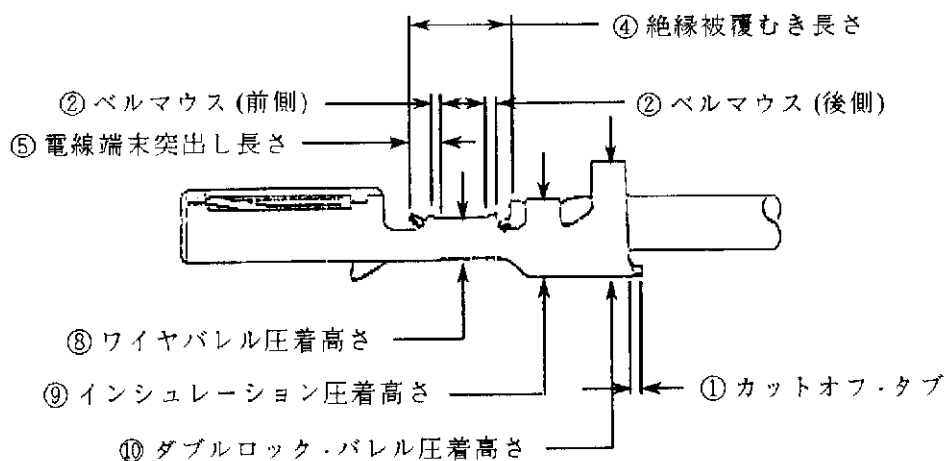 ④ 絶縁被覆むき長さ
② ベルマウス (前側)
② ベルマウス (後側)
⑤ 電線端末突出し長さ
⑧ ワイヤバレル圧着高さ
⑨ インシュレーション圧着高さ
① カットオフ・タブ
⑩ ダブルロック・バレル圧着高さ